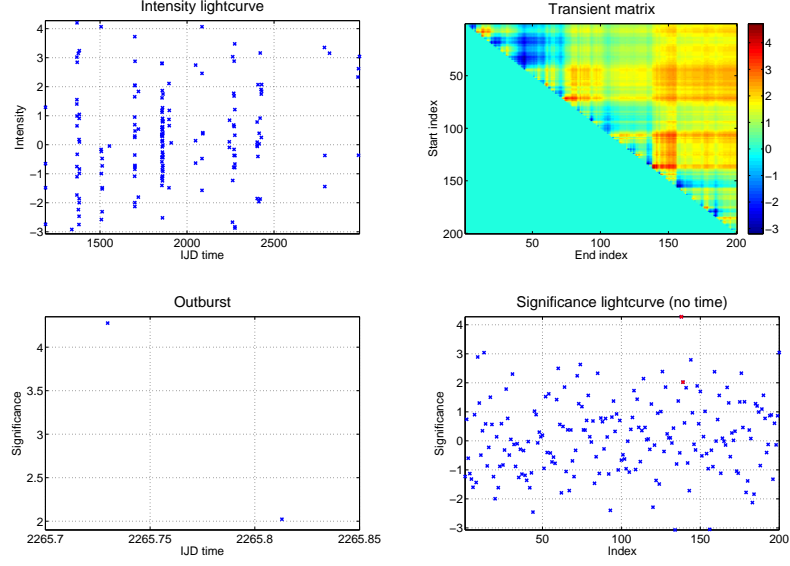 Intensity lightcurve
Intensity
4
3
2
1
0
−1
−2
−3
1500 2000 2500
IJD time
Transient matrix
Start index
50
100
150
200
50 100 150 200
End index
4
3
2
1
0
−1
−2
−3
Outburst
Significance
4
3.5
3
2.5
2
2265.7 2265.75 2265.8 2265.85
IJD time
Significance lightcurve (no time)
Significance
4
3
2
1
0
−1
−2
−3
50 100 150 200
Index